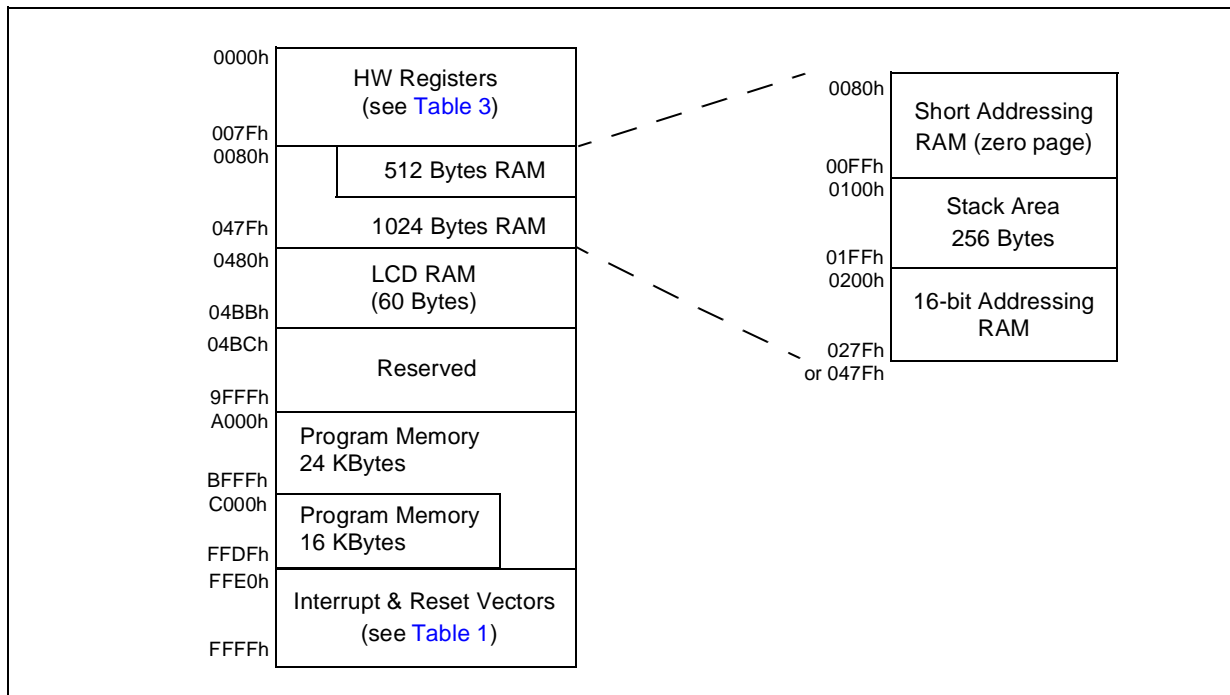 0000h
HW Registers
(see Table 3)
007Fh
0080h
512 Bytes RAM
1024 Bytes RAM
047Fh
0480h
LCD RAM
(60 Bytes)
04BBh
04BCh
Reserved
9FFFh
A000h
Program Memory
24 KBytes
BFFFh
C000h
Program Memory
16 KBytes
FFDFh
FFE0h
Interrupt & Reset Vectors
(see Table 1)
FFFFh
0080h
Short Addressing
RAM (zero page)
00FFh
0100h
Stack Area
256 Bytes
01FFh
0200h
16-bit Addressing
RAM
027Fh
or 047Fh